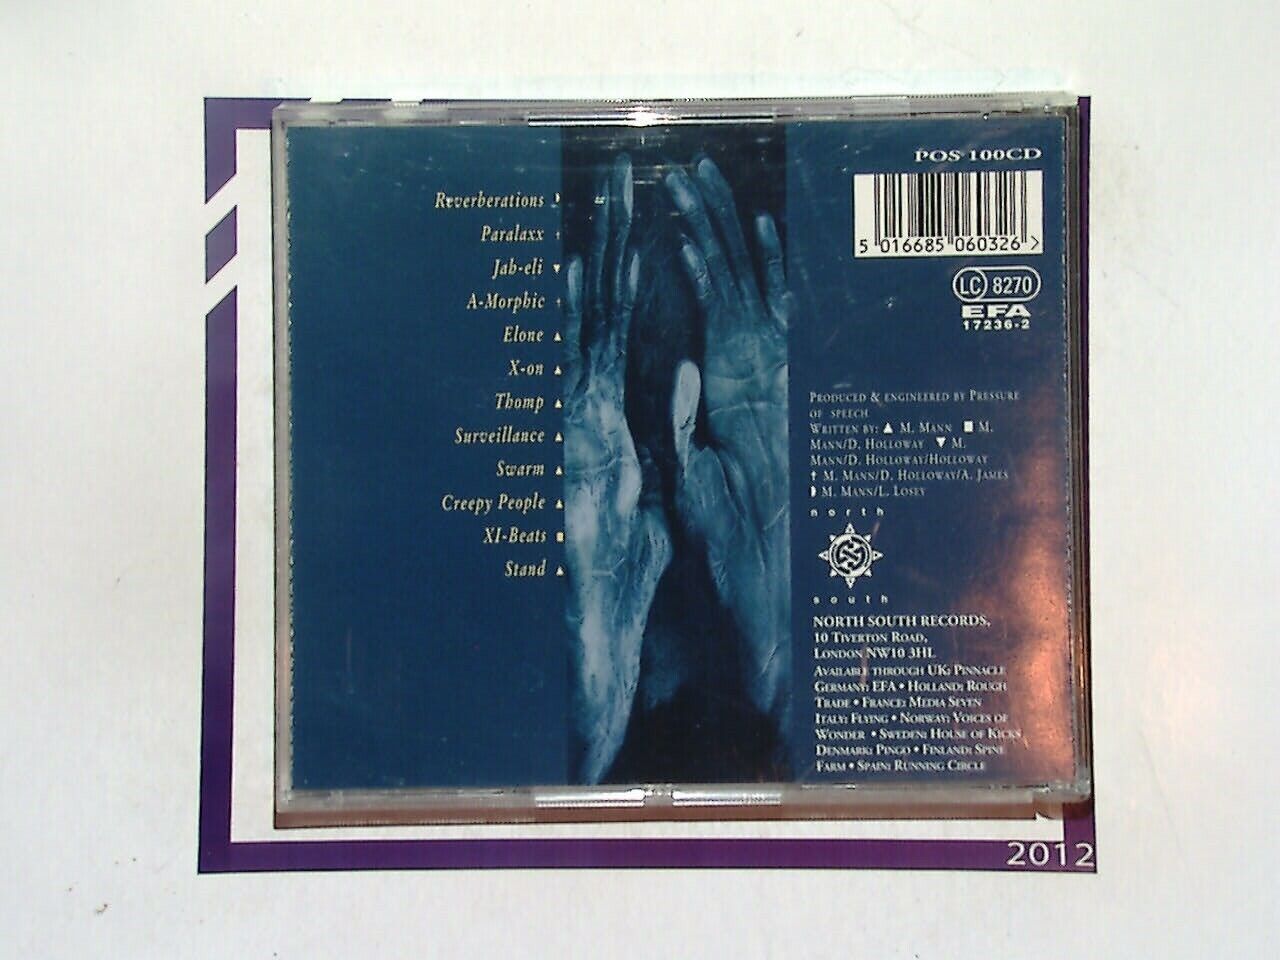 Reverberations
Paralaxx
Jab-eli
A-Morphic
Elone
X-on
Thomp
Surveillance
Swarm
Creepy People
XI-Beats
Stand
POS 100CD
5 016685 060326 >
LC 8270
EFA
17236-2
PRODUCED & ENGINEERED BY PRESSURE
OF SPEECH
WRITTEN BY: ▲ M. MANN ■ M.
MANN/D. HOLLOWAY ▼ M.
MANN/D. HOLLOWAY/HOLLOWAY
† M. MANN/D. HOLLOWAY/A. JAMES
◗ M. MANN/L. LOSEY
north
south
NORTH SOUTH RECORDS,
10 TIVERTON ROAD,
LONDON NW10 3HL
AVAILABLE THROUGH UK: PINNACLE
GERMANY: EFA • HOLLAND: ROUGH
TRADE • FRANCE: MEDIA SEVEN
ITALY: FLYING • NORWAY: VOICES OF
WONDER • SWEDEN: HOUSE OF KICKS
DENMARK: PINGO • FINLAND: SPINE
FARM • SPAIN: RUNNING CIRCLE
2012